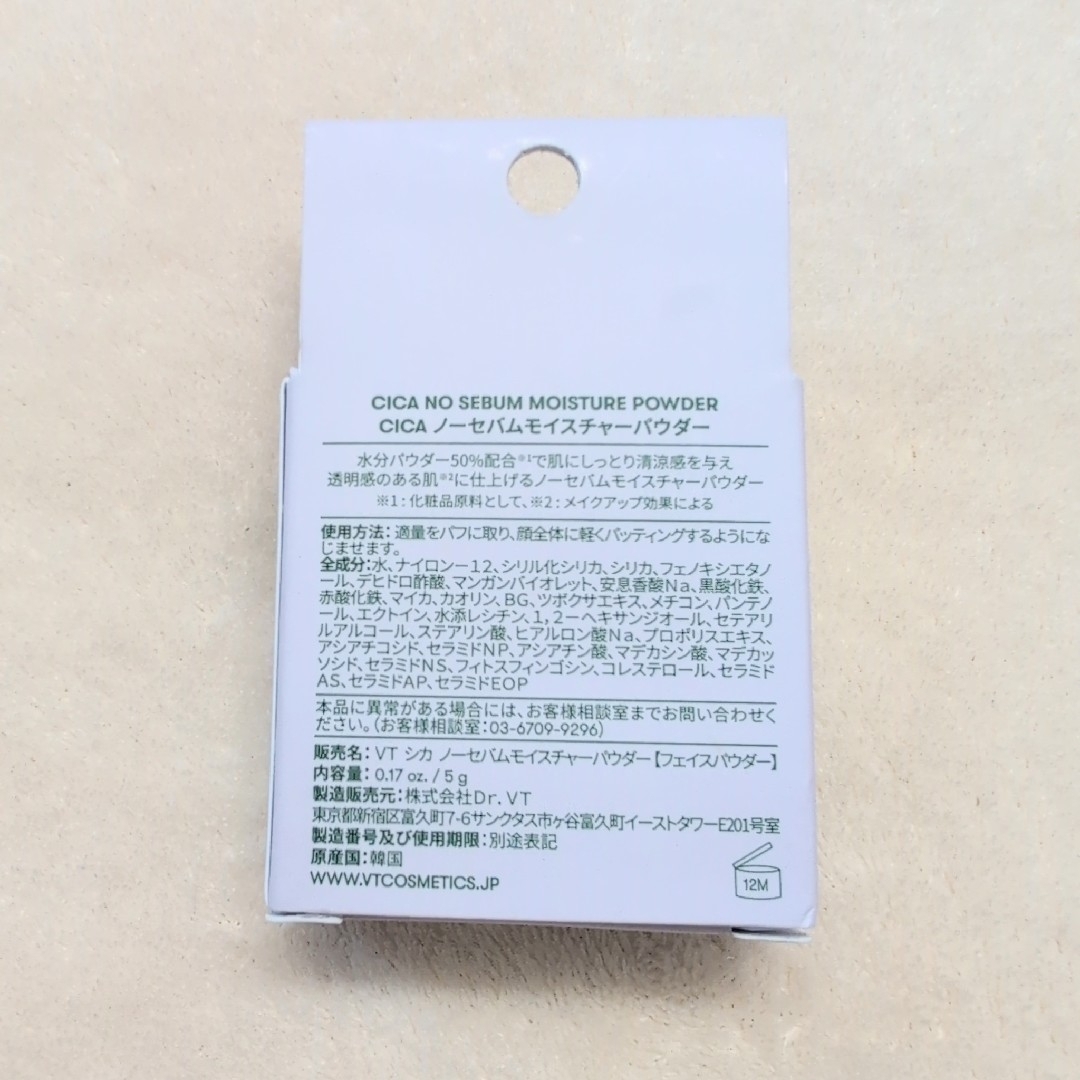 CICA NO SEBUM MOISTURE POWDER
CICA ノーセバムモイスチャーパウダー
水分パウダー50%配合※1で肌にしっとり清涼感を与え
透明感のある肌※2に仕上げるノーセバムモイスチャーパウダー
※1：化粧品原料として、※2：メイクアップ効果による
使用方法：適量をパフに取り、顔全体に軽くパッティングするようにな
じませます。
全成分：水、ナイロンー12、シリル化シリカ、シリカ、フェノキシエタノ
ール、デヒドロ酢酸、マンガンバイオレット、安息香酸Na、黒酸化鉄、
赤酸化鉄、マイカ、カオリン、BG、ツボクサエキス、メチコン、パンテノ
ール、エクトイン、水添レシチン、1，2ーヘキサンジオール、セテアリ
ルアルコール、ステアリン酸、ヒアルロン酸Na、プロポリスエキス、
アシアチコシド、セラミドNP、アシアチン酸、マデカシン酸、マデカッ
ソシド、セラミドNS、フィトスフィンゴシン、コレステロール、セラミド
AS、セラミドAP、セラミドEOP
本品に異常がある場合には、お客様相談室までお問い合わせく
ださい。（お客様相談室：03-6709-9296）
販売名：VT シカ ノーセバムモイスチャーパウダー【フェイスパウダー】
内容量：0.17 oz. / 5 g
製造販売元：株式会社Dr. VT
東京都新宿区富久町7-6サンクタス市ヶ谷富久町イーストタワーE201号室
製造番号及び使用期限：別途表記
原産国：韓国
WWW.VTCOSMETICS.JP
12M